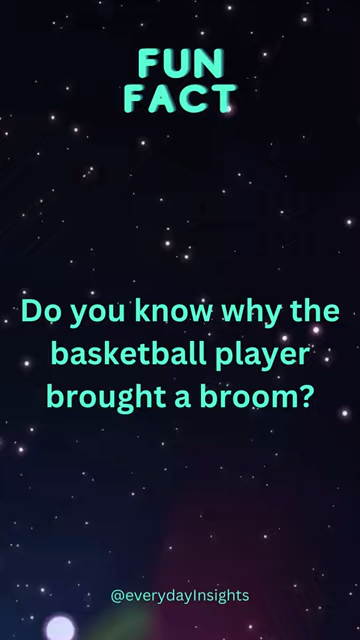 FUN
FACT
Do you know why the
basketball player
brought a broom?
@everydayInsights